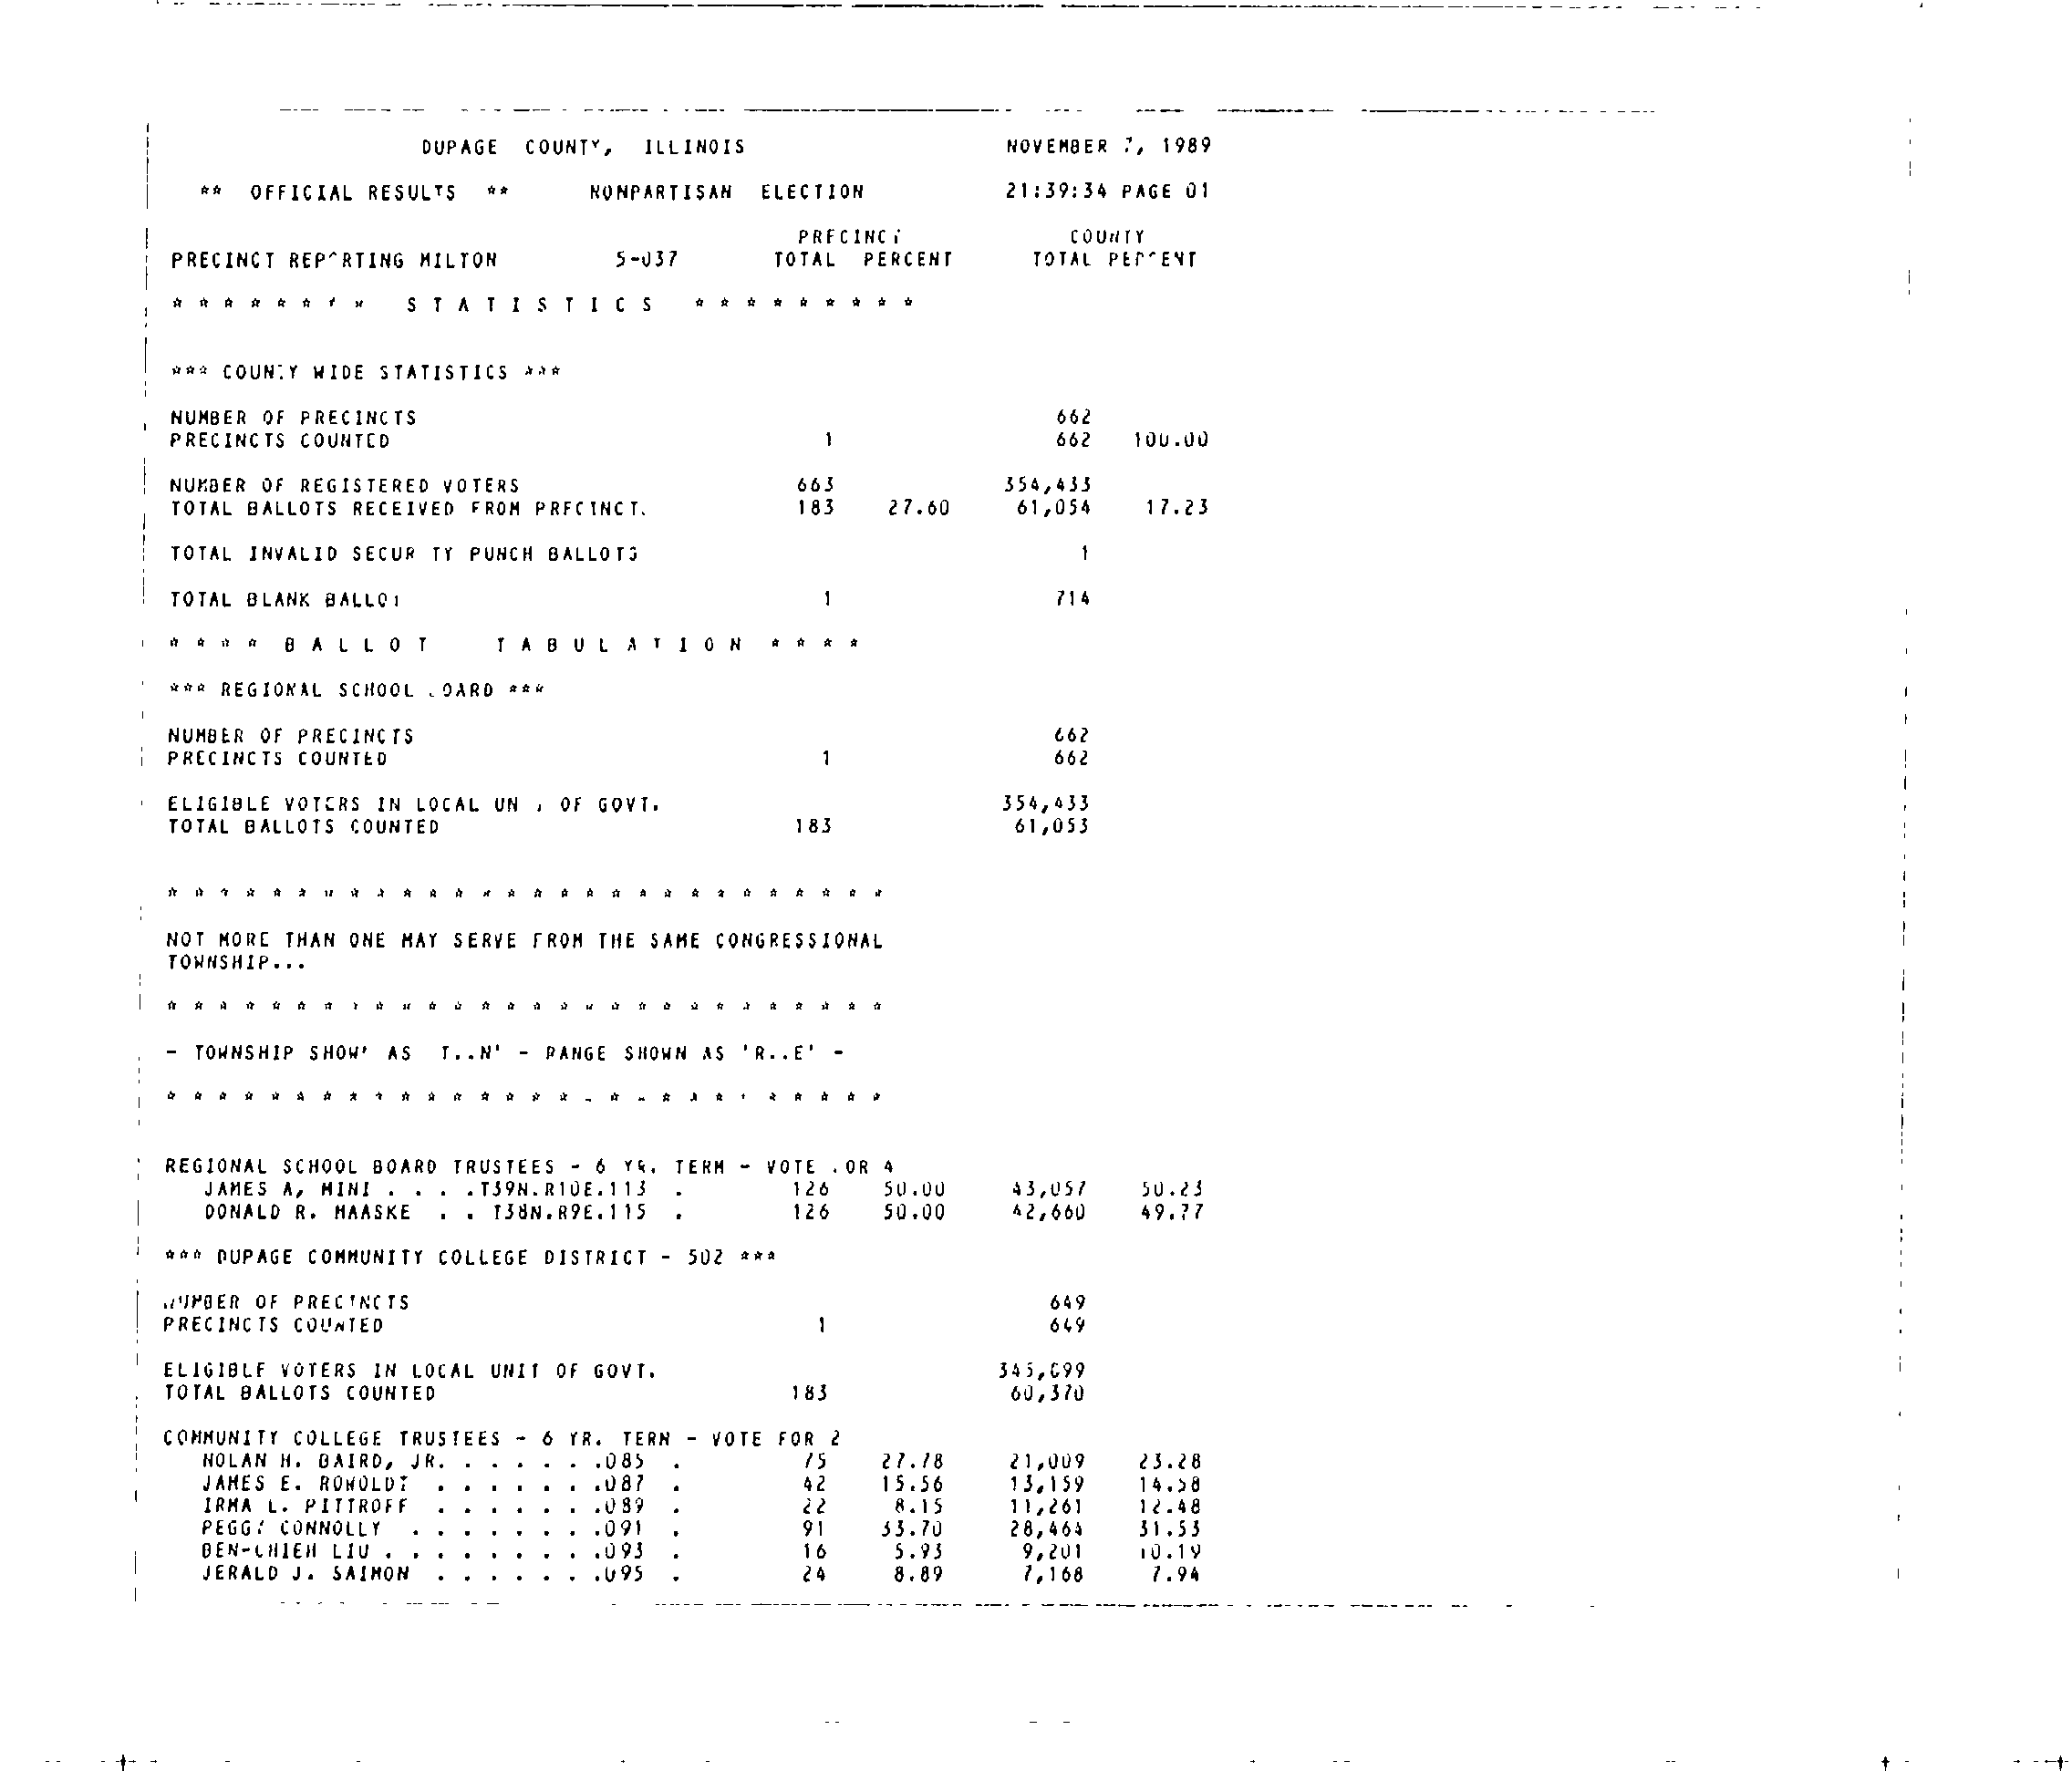 DUPAGE COUNTY, ILLINOIS NOVEMBER 7, 1989
** OFFICIAL RESULTS ** NONPARTISAN ELECTION 21:39:34 PAGE 01
PRECINCT COUNTY
PRECINCT REPORTING MILTON 5-037 TOTAL PERCENT TOTAL PERCENT
* * * * * * * * S T A T I S T I C S * * * * * * * * *
*** COUNTY WIDE STATISTICS ***
NUMBER OF PRECINCTS 662
PRECINCTS COUNTED 1 662 100.00
NUMBER OF REGISTERED VOTERS 663 354,433
TOTAL BALLOTS RECEIVED FROM PRECINCT. 183 27.60 61,054 17.23
TOTAL INVALID SECUR TY PUNCH BALLOTS 1
TOTAL BLANK BALLOT 1 714
* * * * B A L L O T T A B U L A T I O N * * * *
*** REGIONAL SCHOOL BOARD ***
NUMBER OF PRECINCTS 662
PRECINCTS COUNTED 1 662
ELIGIBLE VOTERS IN LOCAL UN OF GOVT. 354,433
TOTAL BALLOTS COUNTED 183 61,053
* * * * * * * * * * * * * * * * * * * * * * * * * * * *
NOT MORE THAN ONE MAY SERVE FROM THE SAME CONGRESSIONAL
TOWNSHIP...
* * * * * * * * * * * * * * * * * * * * * * * * * * * *
- TOWNSHIP SHOWN AS T..N' - RANGE SHOWN AS 'R..E' -
* * * * * * * * * * * * * * * * * * * * * * * * * * * *
REGIONAL SCHOOL BOARD TRUSTEES - 6 YR. TERM - VOTE FOR 4
JAMES A. MINI . . . .T39N.R10E.113 . 126 50.00 43,057 50.23
DONALD R. MAASKE . . T38N.R9E.115 . 126 50.00 42,660 49.77
*** DUPAGE COMMUNITY COLLEGE DISTRICT - 502 ***
NUMBER OF PRECINCTS 649
PRECINCTS COUNTED 1 649
ELIGIBLE VOTERS IN LOCAL UNIT OF GOVT.
TOTAL BALLOTS COUNTED 183 60,370
COMMUNITY COLLEGE TRUSTEES - 6 YR. TERM - VOTE FOR 2
NOLAN H. BAIRD, JR. . . . . . .085 . 75 27.78 21,009 23.28
JAMES E. ROWOLDT . . . . . . .087 . 42 15.56 13,159 14.58
IRMA L. PITTROFF . . . . . . .089 . 22 8.15 11,261 12.48
PEGGY CONNOLLY . . . . . . . .091 . 91 33.70 28,464 31.53
BEN-CHIEH LIU . . . . . . . . .093 . 16 5.93 9,201 10.19
JERALD J. SAIMON . . . . . . .095 . 24 8.89 7,168 7.94